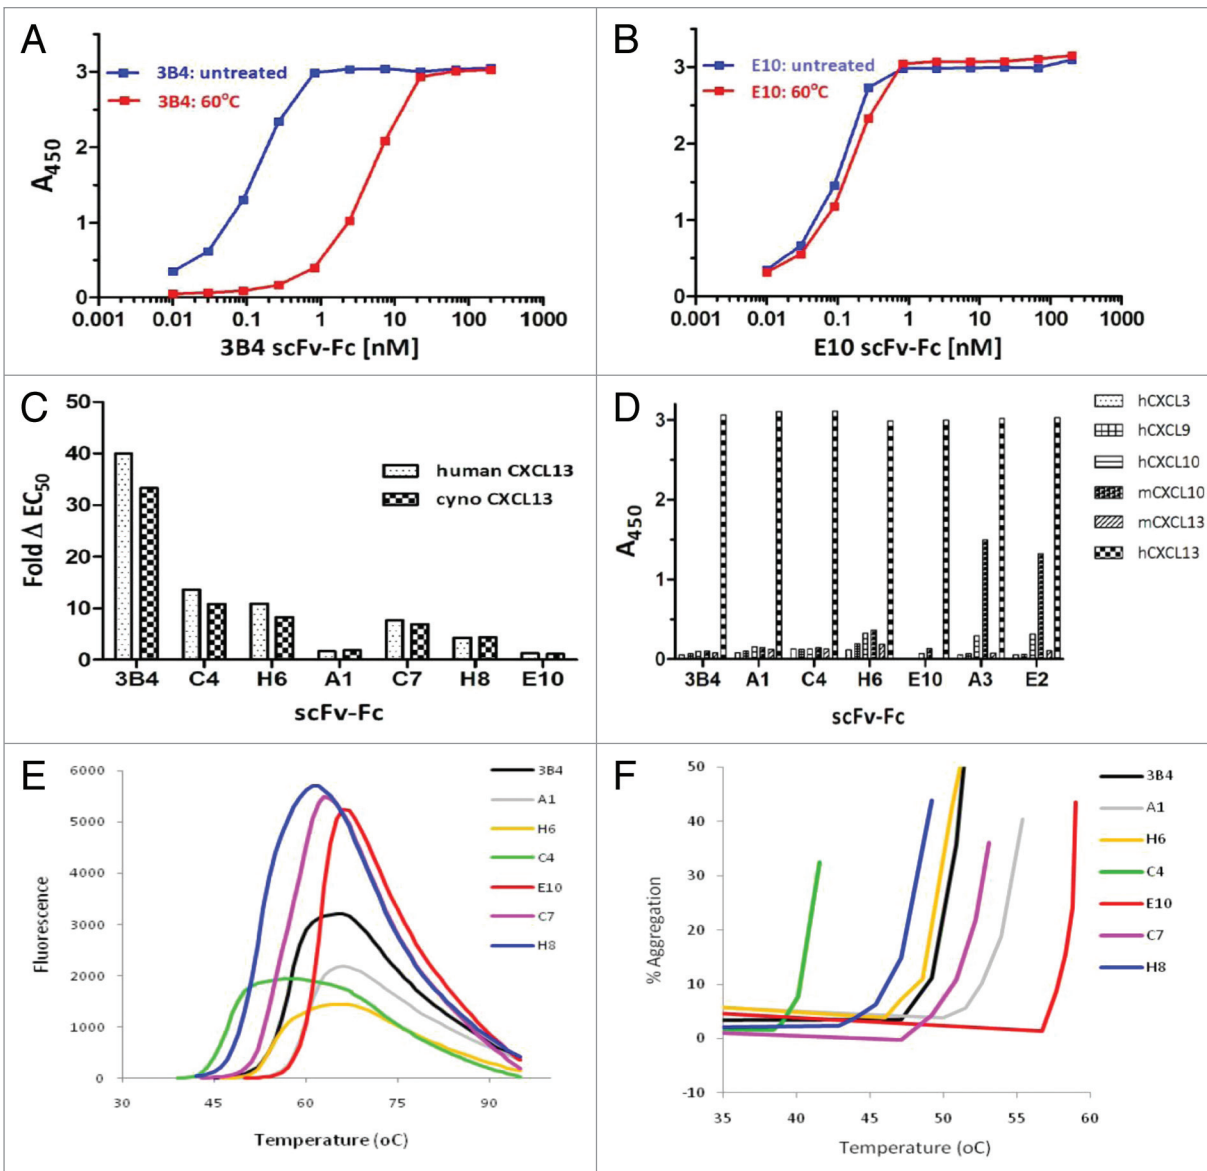 A
3B4: untreated
3B4: 60°C
A450
3
2
1
0
0.001 0.01 0.1 1 10 100 1000
3B4 scFv-Fc [nM]
B
E10: untreated
E10: 60°C
3
2
1
0
0.001 0.01 0.1 1 10 100 1000
E10 scFv-Fc [nM]
C
Fold Δ EC50
50
40
30
20
10
0
human CXCL13
cyno CXCL13
3B4 C4 H6 A1 C7 H8 E10
scFv-Fc
D
A450
3
2
1
0
hCXCL3
hCXCL9
hCXCL10
mCXCL10
mCXCL13
hCXCL13
3B4 A1 C4 H6 E10 A3 E2
scFv-Fc
E
Fluorescence
6000
5000
4000
3000
2000
1000
0
3B4
A1
H6
C4
E10
C7
H8
30 45 60 75 90
Temperature (oC)
F
% Aggregation
50
40
30
20
10
0
-10
3B4
A1
H6
C4
E10
C7
H8
35 40 45 50 55 60
Temperature (oC)